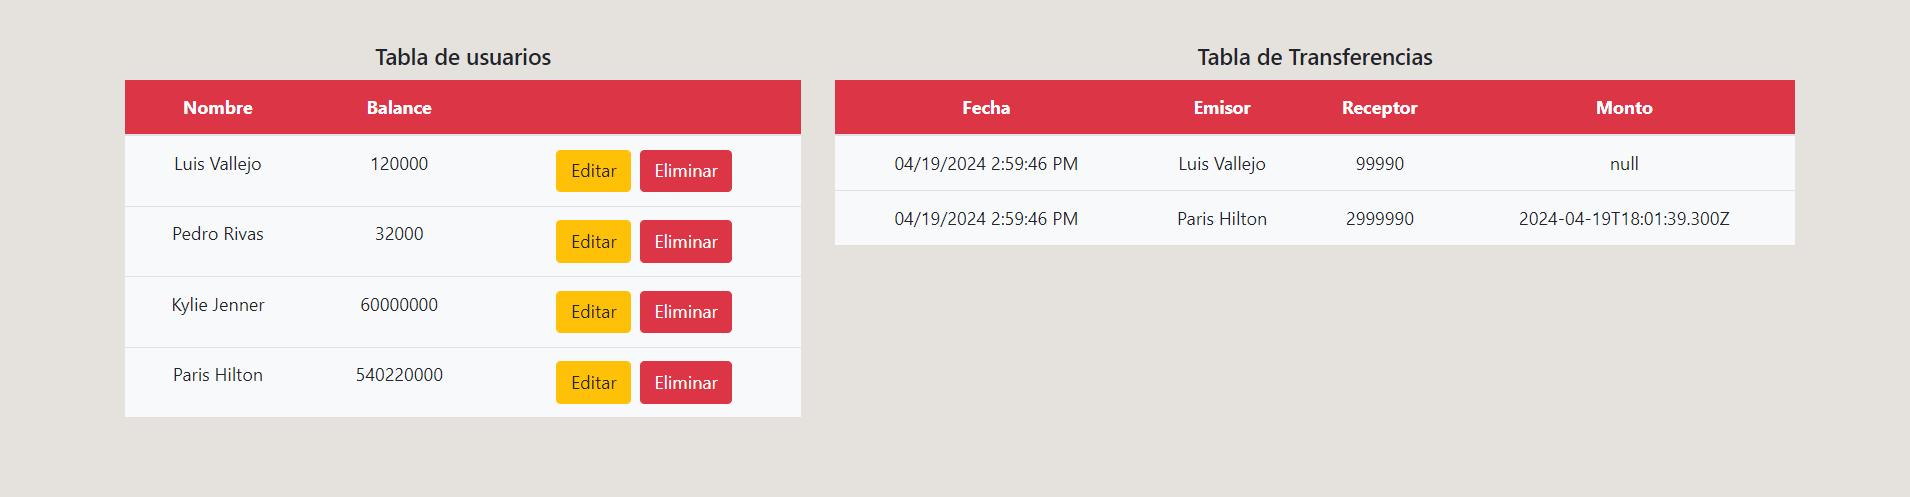 Tabla de usuarios
Nombre Balance
Luis Vallejo 120000 Editar Eliminar
Pedro Rivas 32000 Editar Eliminar
Kylie Jenner 60000000 Editar Eliminar
Paris Hilton 540220000 Editar Eliminar
Tabla de Transferencias
Fecha Emisor Receptor Monto
04/19/2024 2:59:46 PM Luis Vallejo 99990 null
04/19/2024 2:59:46 PM Paris Hilton 2999990 2024-04-19T18:01:39.300Z